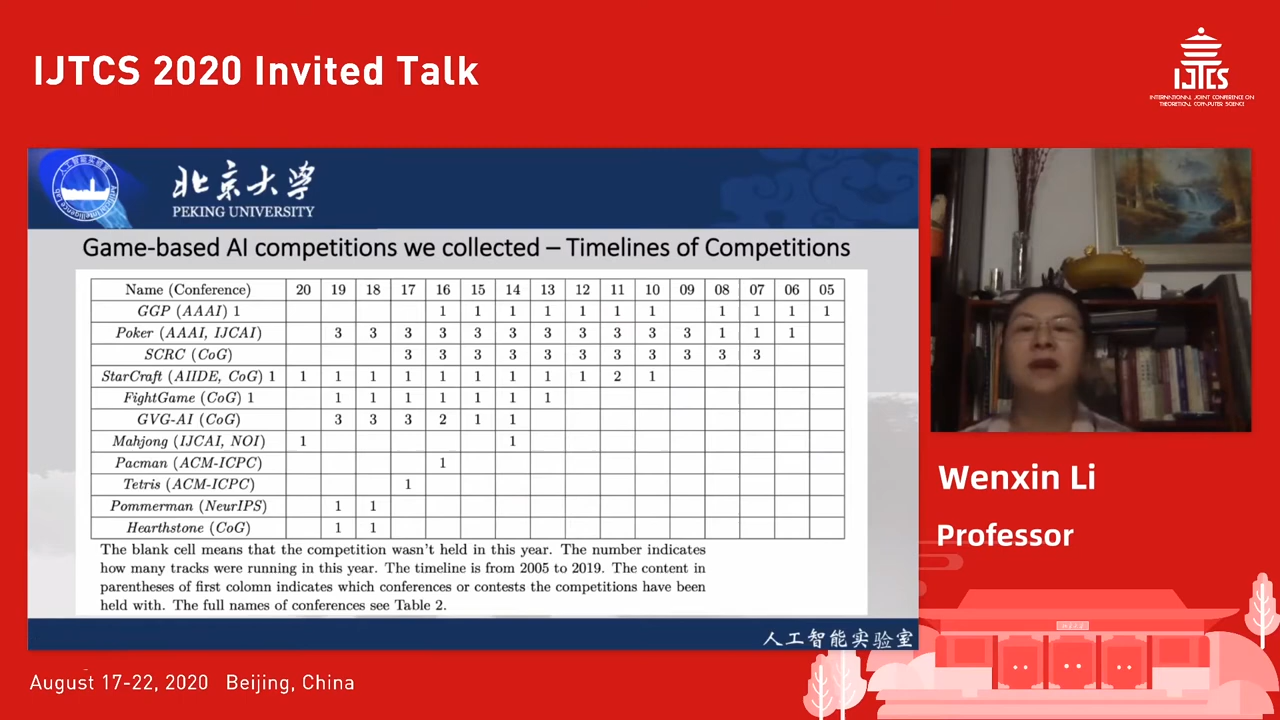 IJTCS 2020 Invited Talk
IJTCS
INTERNATIONAL JOINT CONFERENCE ON
THEORETICAL COMPUTER SCIENCE
北京大学
PEKING UNIVERSITY
Game-based AI competitions we collected – Timelines of Competitions
Name (Conference) 20 19 18 17 16 15 14 13 12 11 10 09 08 07 06 05
GGP (AAAI) 1 1 1 1 1 1 1 1 1 1 1 1
Poker (AAAI, IJCAI) 3 3 3 3 3 3 3 3 3 3 3 1 1 1
SCRC (CoG) 3 3 3 3 3 3 3 3 3 3 3
StarCraft (AIIDE, CoG) 1 1 1 1 1 1 1 1 1 1 2 1
FightGame (CoG) 1 1 1 1 1 1 1 1
GVG-AI (CoG) 3 3 3 2 1 1
Mahjong (IJCAI, NOI) 1 1
Pacman (ACM-ICPC) 1
Tetris (ACM-ICPC) 1
Pommerman (NeurIPS) 1 1
Hearthstone (CoG) 1 1
The blank cell means that the competition wasn't held in this year. The number indicates
how many tracks were running in this year. The timeline is from 2005 to 2019. The content in
parentheses of first colomn indicates which conferences or contests the competitions have been
held with. The full names of conferences see Table 2.
人工智能实验室
Wenxin Li
Professor
August 17-22, 2020 Beijing, China